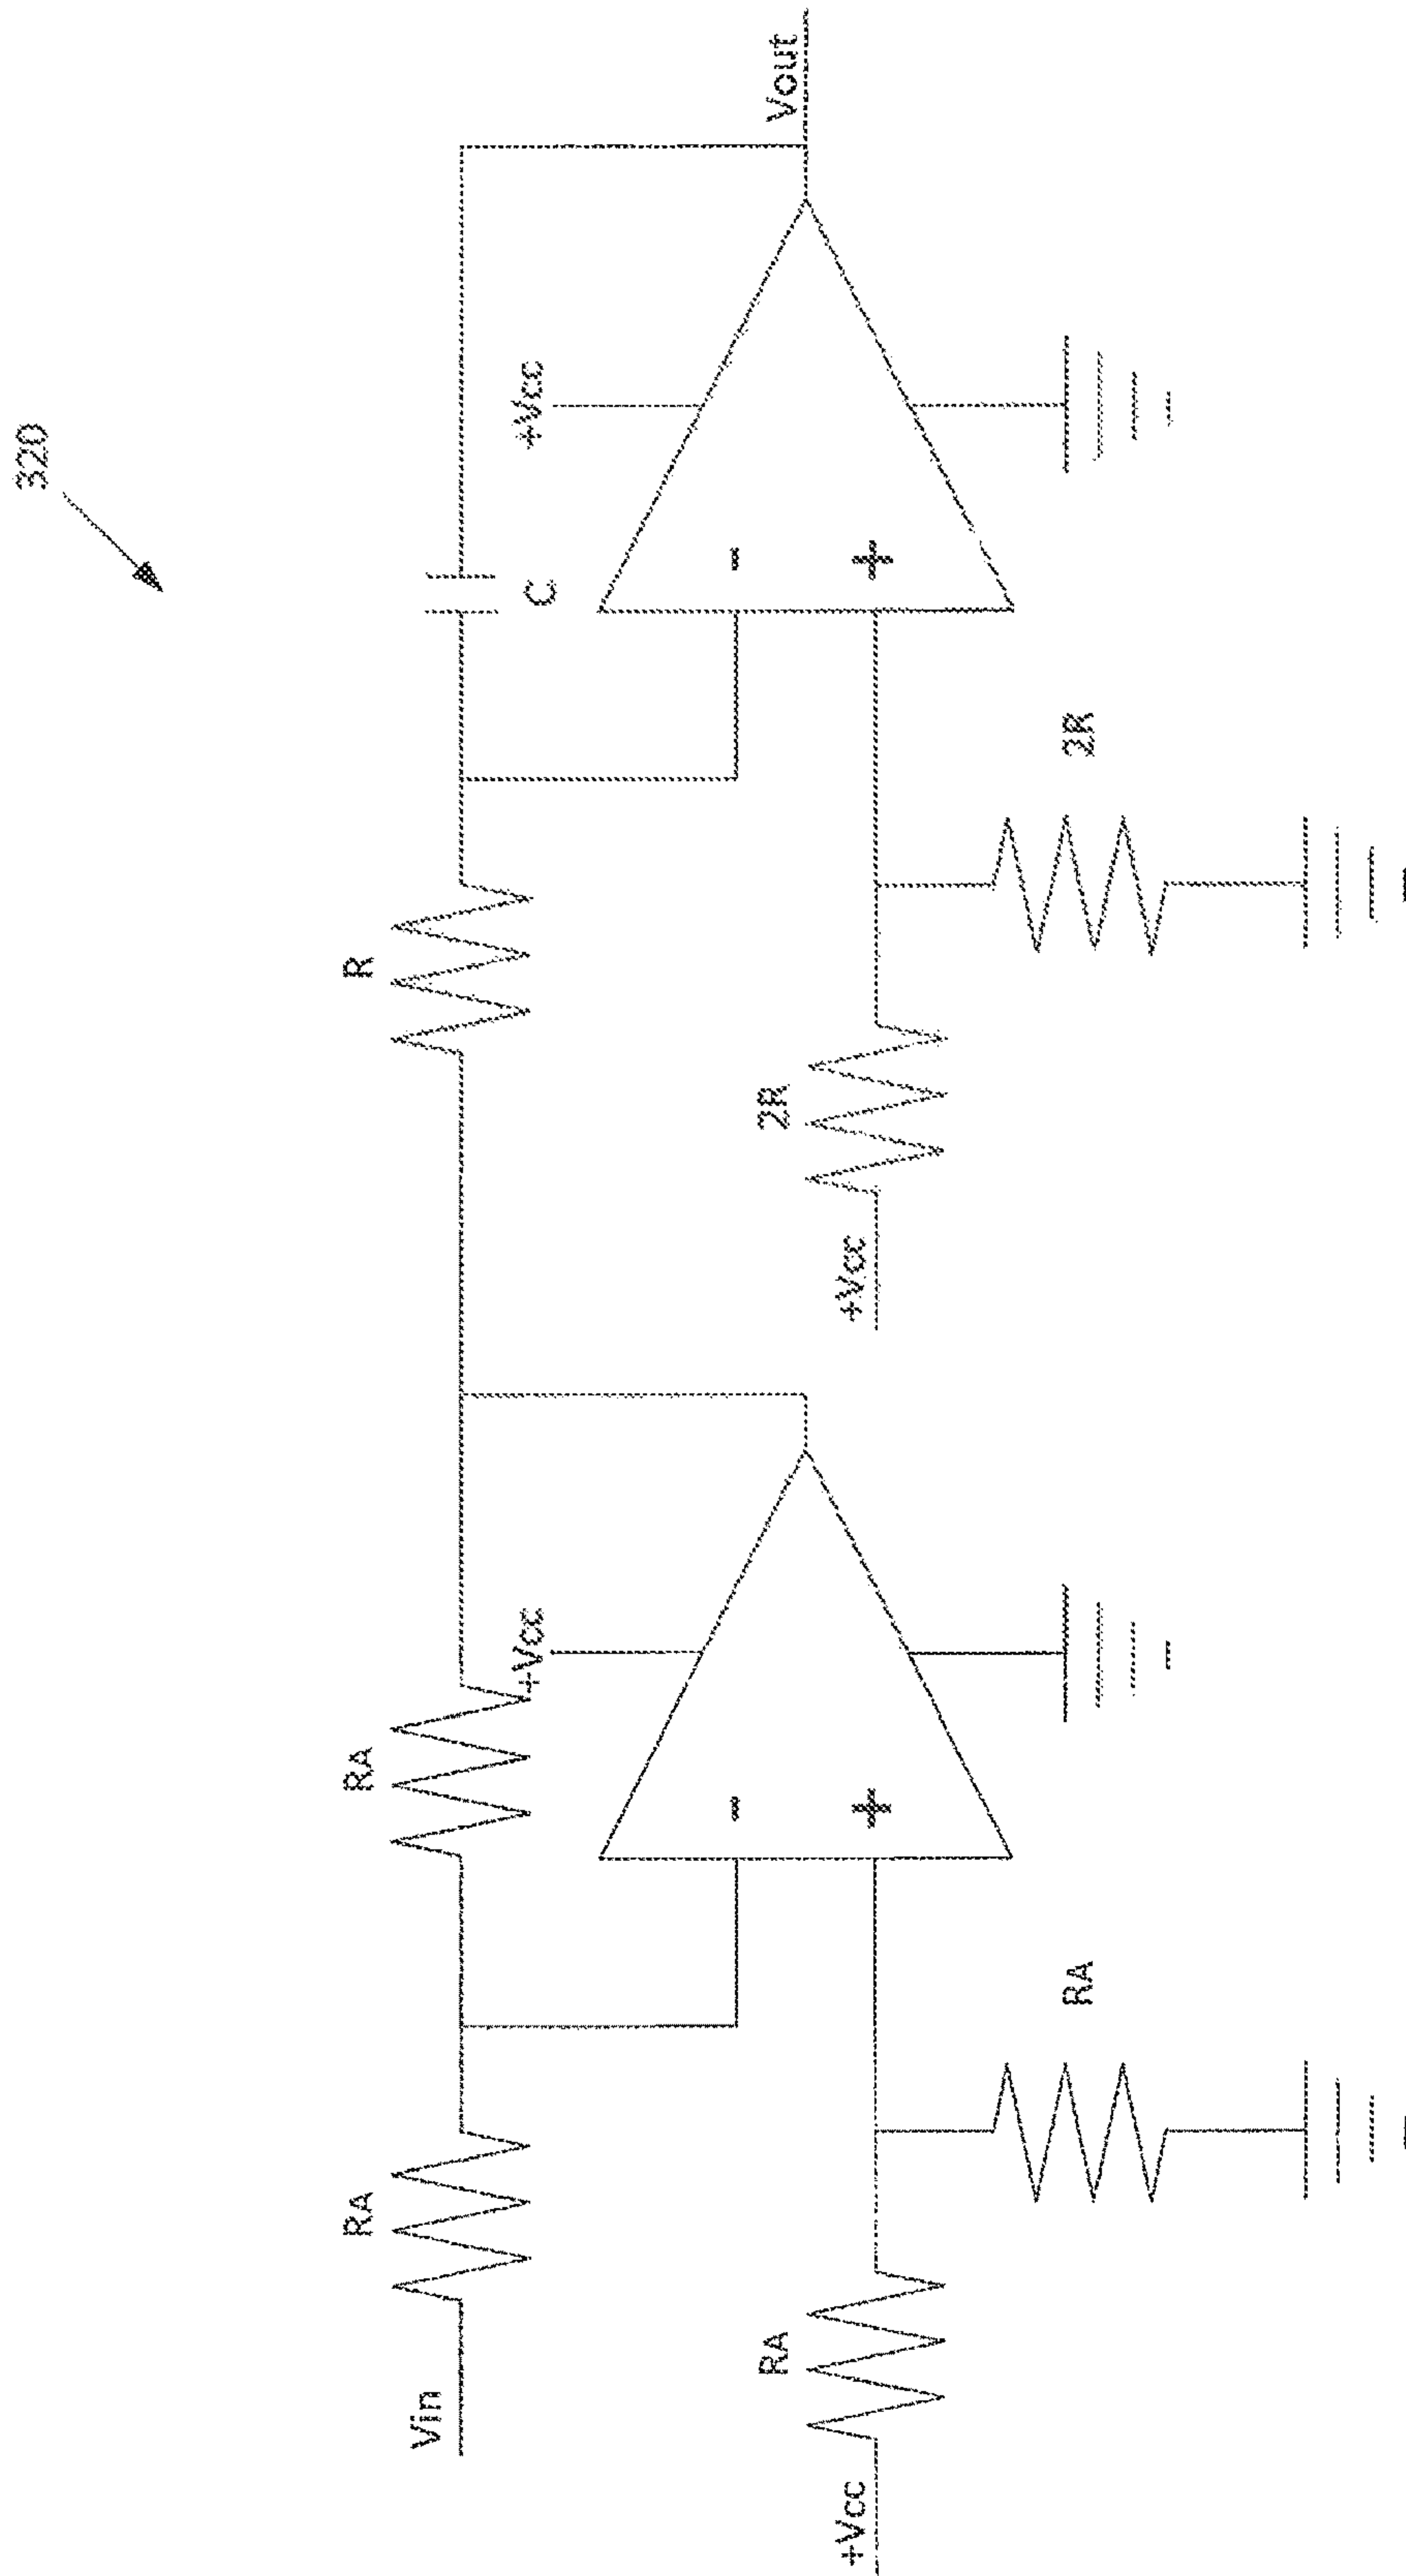 320
RA
RA
R
Vin
+Vcc
C
+Vcc
-
-
RA
2R
Vout
+Vcc
+
+Vcc
+
RA
2R